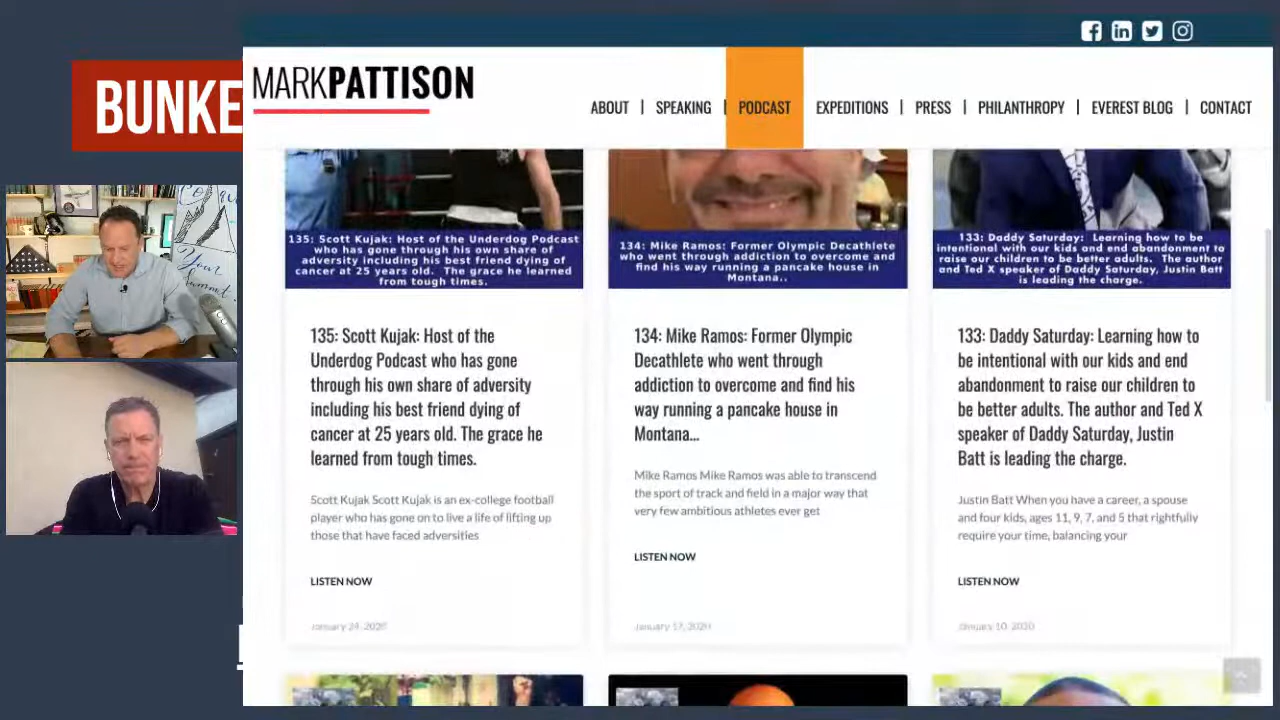 BUNKE
MARKPATTISON
ABOUT | SPEAKING | PODCAST EXPEDITIONS | PRESS | PHILANTHROPY | EVEREST BLOG | CONTACT
135: Scott Kujak: Host of the Underdog Podcast
who has gone through his own share of
adversity including his best friend dying of
cancer at 25 years old. The grace he learned
from tough times.
134: Mike Ramos: Former Olympic Decathlete
who went through addiction to overcome and
find his way running a pancake house in
Montana..
133: Daddy Saturday: Learning how to be
intentional with our kids and end abandonment to
raise our children to be better adults. The author
and Ted X speaker of Daddy Saturday, Justin Batt
is leading the charge.
135: Scott Kujak: Host of the
Underdog Podcast who has gone
through his own share of adversity
including his best friend dying of
cancer at 25 years old. The grace he
learned from tough times.
Scott Kujak Scott Kujak is an ex-college football
player who has gone on to live a life of lifting up
those that have faced adversities
LISTEN NOW
January 24, 2020
134: Mike Ramos: Former Olympic
Decathlete who went through
addiction to overcome and find his
way running a pancake house in
Montana...
Mike Ramos Mike Ramos was able to transcend
the sport of track and field in a major way that
very few ambitious athletes ever get
LISTEN NOW
January 17, 2020
133: Daddy Saturday: Learning how to
be intentional with our kids and end
abandonment to raise our children to
be better adults. The author and Ted X
speaker of Daddy Saturday, Justin
Batt is leading the charge.
Justin Batt When you have a career, a spouse
and four kids, ages 11, 9, 7, and 5 that rightfully
require your time, balancing your
LISTEN NOW
January 10, 2020